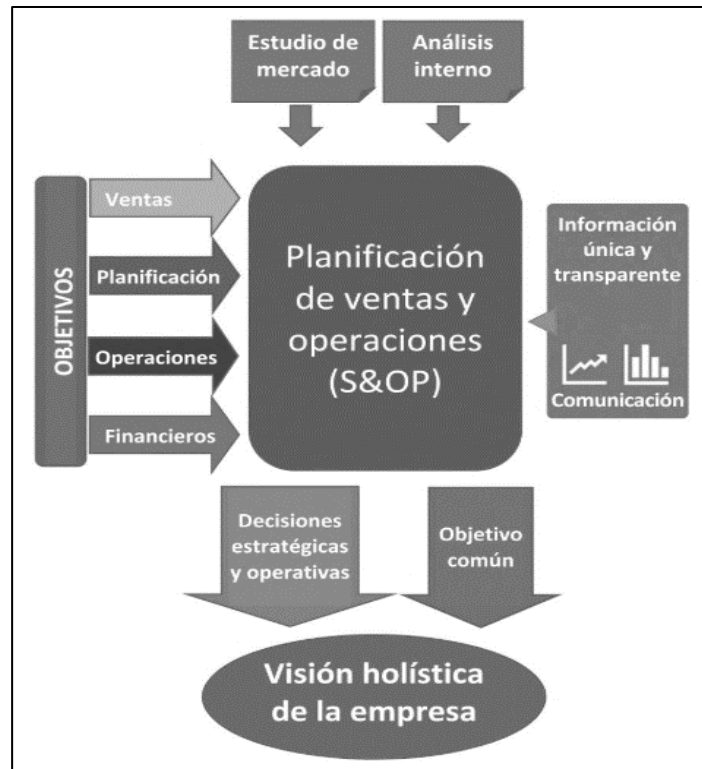 Estudio de
mercado
Análisis
interno
OBJETIVOS
Ventas
Planificación
Operaciones
Financieros
Planificación
de ventas y
operaciones
(S&OP)
Información
única y
transparente
Comunicación
Decisiones
estratégicas
y operativas
Objetivo
común
Visión holística
de la empresa